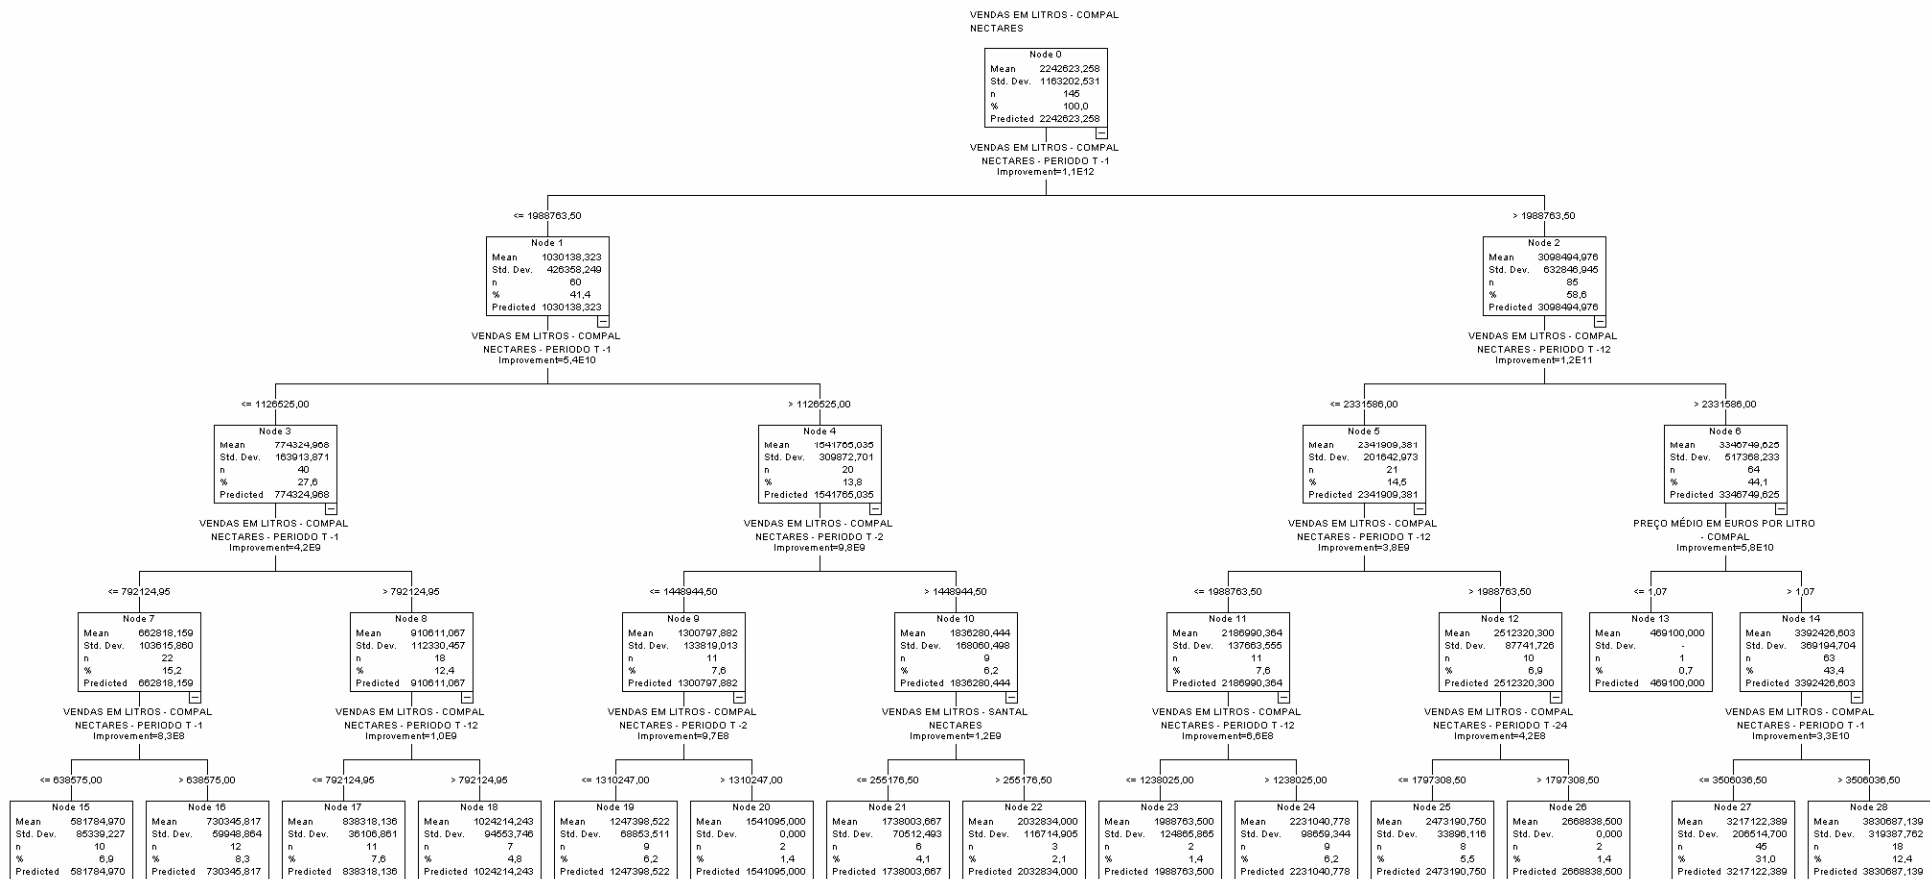 VENDAS EM LITROS - COMPAL
NECTARES
Node 0
Mean 2242623,258
Std. Dev. 1163202,531
n 145
% 100,0
Predicted 2242623,258
VENDAS EM LITROS - COMPAL
NECTARES - PERIODO T -1
Improvement=1,1E12
<= 1988763,50
> 1988763,50
Node 1
Mean 1030138,323
Std. Dev. 426358,249
n 60
% 41,4
Predicted 1030138,323
Node 2
Mean 3098494,976
Std. Dev. 632846,945
n 85
% 58,6
Predicted 3098494,976
VENDAS EM LITROS - COMPAL
NECTARES - PERIODO T -1
Improvement=5,4E10
VENDAS EM LITROS - COMPAL
NECTARES - PERIODO T -12
Improvement=1,2E11
<= 1126525,00
> 1126525,00
<= 2331586,00
> 2331586,00
Node 3
Mean 774324,968
Std. Dev. 163913,871
n 40
% 27,6
Predicted 774324,968
Node 4
Mean 1541765,035
Std. Dev. 309872,701
n 20
% 13,8
Predicted 1541765,035
Node 5
Mean 2341909,381
Std. Dev. 201642,973
n 21
% 14,5
Predicted 2341909,381
Node 6
Mean 3346749,625
Std. Dev. 517368,233
n 64
% 44,1
Predicted 3346749,625
VENDAS EM LITROS - COMPAL
NECTARES - PERIODO T -1
Improvement=4,2E9
VENDAS EM LITROS - COMPAL
NECTARES - PERIODO T -2
Improvement=9,8E9
VENDAS EM LITROS - COMPAL
NECTARES - PERIODO T -12
Improvement=3,8E9
PREÇO MÉDIO EM EUROS POR LITRO
- COMPAL
Improvement=5,8E10
<= 792124,95
> 792124,95
<= 1448944,50
> 1448944,50
<= 1988763,50
> 1988763,50
<= 1,07
> 1,07
Node 7
Mean 662818,159
Std. Dev. 103615,860
n 22
% 15,2
Predicted 662818,159
Node 8
Mean 910611,067
Std. Dev. 112330,457
n 18
% 12,4
Predicted 910611,067
Node 9
Mean 1300797,882
Std. Dev. 133819,013
n 11
% 7,6
Predicted 1300797,882
Node 10
Mean 1836280,444
Std. Dev. 168060,498
n 9
% 6,2
Predicted 1836280,444
Node 11
Mean 2186990,364
Std. Dev. 137663,555
n 11
% 7,6
Predicted 2186990,364
Node 12
Mean 2512320,300
Std. Dev. 87741,726
n 10
% 6,9
Predicted 2512320,300
Node 13
Mean 469100,000
Std. Dev. .
n 1
% 0,7
Predicted 469100,000
Node 14
Mean 3392426,603
Std. Dev. 369194,704
n 63
% 43,4
Predicted 3392426,603
VENDAS EM LITROS - COMPAL
NECTARES - PERIODO T -1
Improvement=8,3E8
VENDAS EM LITROS - COMPAL
NECTARES - PERIODO T -12
Improvement=1,0E9
VENDAS EM LITROS - COMPAL
NECTARES - PERIODO T -2
Improvement=9,7E8
VENDAS EM LITROS - SANTAL
NECTARES
Improvement=1,2E9
VENDAS EM LITROS - COMPAL
NECTARES - PERIODO T -12
Improvement=6,6E8
VENDAS EM LITROS - COMPAL
NECTARES - PERIODO T -24
Improvement=4,2E8
VENDAS EM LITROS - COMPAL
NECTARES - PERIODO T -1
Improvement=3,3E10
<= 638575,00
> 638575,00
<= 792124,95
> 792124,95
<= 1310247,00
> 1310247,00
<= 255176,50
> 255176,50
<= 1238025,00
> 1238025,00
<= 1797308,50
> 1797308,50
<= 3506036,50
> 3506036,50
Node 15
Mean 581784,970
Std. Dev. 85339,227
n 10
% 6,9
Predicted 581784,970
Node 16
Mean 730345,817
Std. Dev. 59948,864
n 12
% 8,3
Predicted 730345,817
Node 17
Mean 838318,136
Std. Dev. 36106,861
n 11
% 7,6
Predicted 838318,136
Node 18
Mean 1024214,243
Std. Dev. 94553,746
n 7
% 4,8
Predicted 1024214,243
Node 19
Mean 1247398,522
Std. Dev. 68853,511
n 9
% 6,2
Predicted 1247398,522
Node 20
Mean 1541095,000
Std. Dev. 0,000
n 2
% 1,4
Predicted 1541095,000
Node 21
Mean 1738003,667
Std. Dev. 70512,493
n 6
% 4,1
Predicted 1738003,667
Node 22
Mean 2032834,000
Std. Dev. 116714,905
n 3
% 2,1
Predicted 2032834,000
Node 23
Mean 1988763,500
Std. Dev. 124865,865
n 2
% 1,4
Predicted 1988763,500
Node 24
Mean 2231040,778
Std. Dev. 98659,344
n 9
% 6,2
Predicted 2231040,778
Node 25
Mean 2473190,750
Std. Dev. 33896,116
n 8
% 5,5
Predicted 2473190,750
Node 26
Mean 2668838,500
Std. Dev. 0,000
n 2
% 1,4
Predicted 2668838,500
Node 27
Mean 3217122,389
Std. Dev. 206514,700
n 45
% 31,0
Predicted 3217122,389
Node 28
Mean 3830687,139
Std. Dev. 319387,762
n 18
% 12,4
Predicted 3830687,139